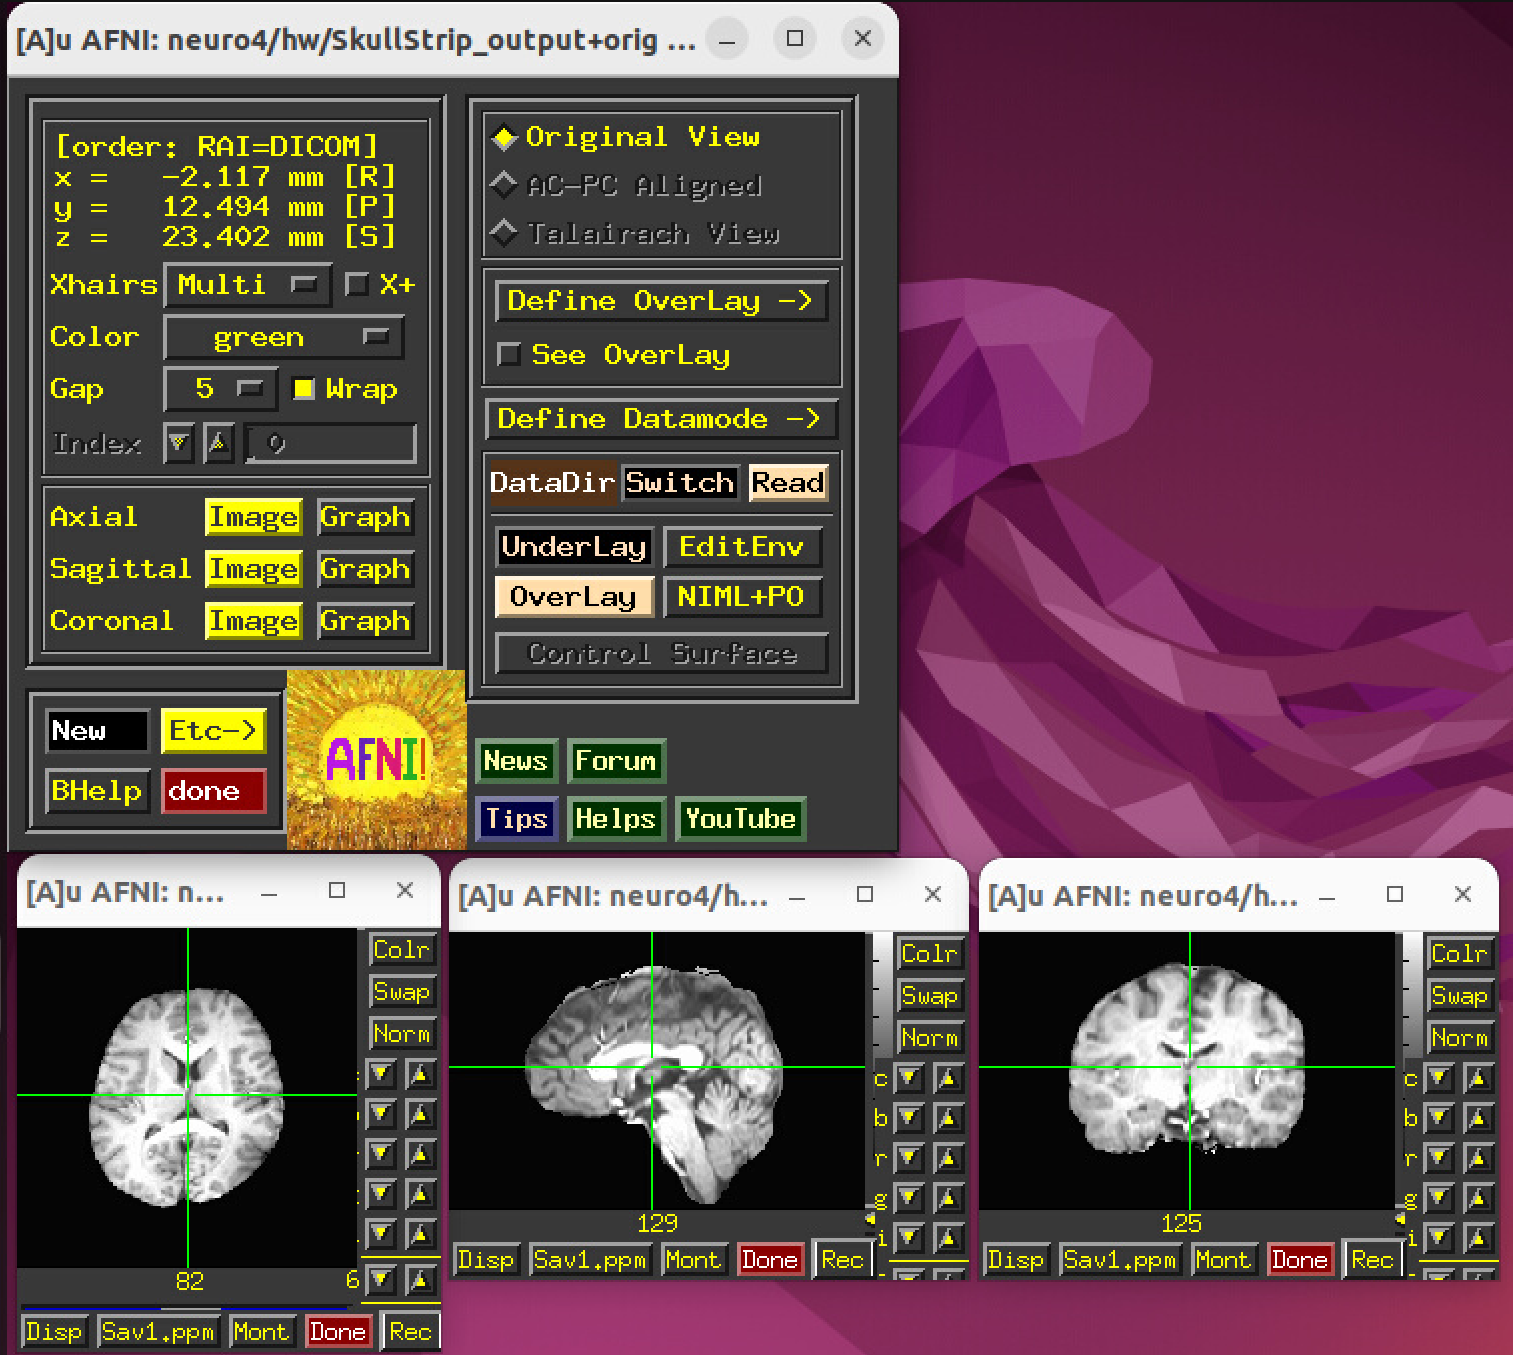 [A]u AFNI: neuro4/hw/SkullStrip_output+orig ...
[order: RAI=DICOM]
x = -2.117 mm [R]
y = 12.494 mm [P]
z = 23.402 mm [S]
Xhairs Multi X+
Color green
Gap 5 Wrap
Index 0
Axial Image Graph
Sagittal Image Graph
Coronal Image Graph
New Etc->
BHelp done
AFNI!
Original View
AC-PC Aligned
Talairach View
Define OverLay ->
See OverLay
Define Datamode ->
DataDir Switch Read
UnderLay EditEnv
OverLay NIML+PO
Control Surface
News Forum
Tips Helps YouTube
[A]u AFNI: n...
Colr
Swap
Norm
82 6
Disp Sav1.ppm Mont Done Rec
[A]u AFNI: neuro4/h...
Colr
Swap
Norm
c
b
r
g
i
129
Disp Sav1.ppm Mont Done Rec
[A]u AFNI: neuro4/h...
Colr
Swap
Norm
c
b
r
g
i
125
Disp Sav1.ppm Mont Done Rec